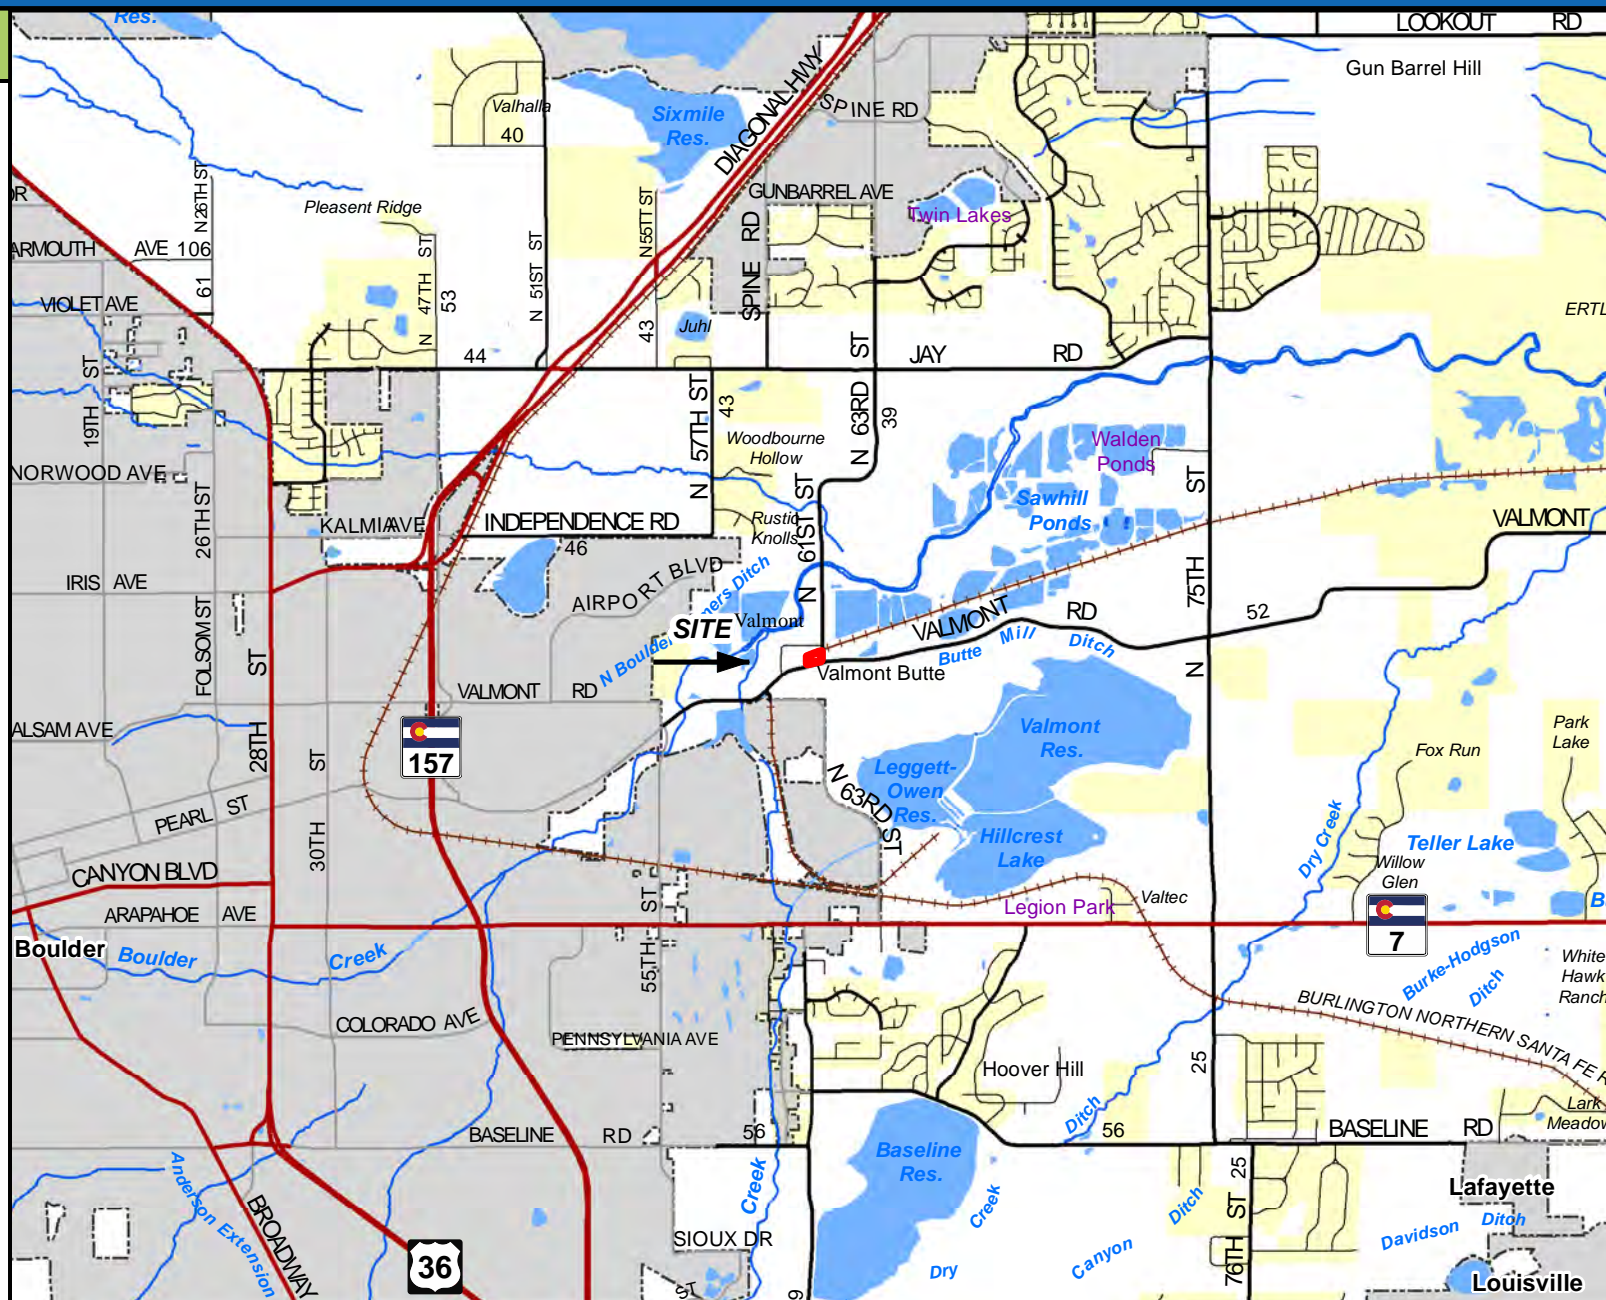 Res.
LOOKOUT RD
Gun Barrel Hill
DIAGONAL HWY
Valhalla
40
Sixmile
Res.
SPINE RD
GUNBARREL AVE
Twin Lakes
N 26TH ST
N 55TT ST
Pleasant Ridge
ARMOUTH AVE 106
47TH ST
N
N 51ST ST
SPINE RD
61
53
VIOLET AVE
Juhl
43
ERTL
44
JAY RD
19TH ST
N 57TH ST
43
N 63RD ST
39
Woodbourne
Hollow
Walden
Ponds
NORWOOD AVE
26TH ST
KALMIA AVE
INDEPENDENCE RD
46
Rustic
Knolls
N 61ST ST
Sawhill
Ponds
N 75TH ST
VALMONT
IRIS AVE
AIRPORT BLVD
N Boulder
mers Ditch
SITE
Valmont
VALMONT RD
52
Butte Mill Ditch
FOLSOM ST
Valmont Butte
VALMONT RD
ALSAM AVE
28TH ST
157
30TH ST
Valmont
Res.
Leggett-
Owen
Res.
N 63RD ST
Park
Lake
Fox Run
PEARL ST
Hillcrest
Lake
Dry Creek
Teller Lake
Willow
Glen
CANYON BLVD
ARAPAHOE AVE
55TH ST
Legion Park
Valtec
7
Boulder
Boulder Creek
Burke-Hodgson
Ditch
White
Hawk
Ranch
COLORADO AVE
PENNSYLVANIA AVE
BURLINGTON NORTHERN SANTA FE R
Hoover Hill
25
Lark
Meadow
Ditch
BASELINE RD
56
56
BASELINE RD
Baseline
Res.
Anderson Extension
BROADWAY
Creek
Creek
Ditch
25
76TH ST
Lafayette
Davidson Ditch
SIOUX DR
Dry
Canyon
36
ST
9
Louisville